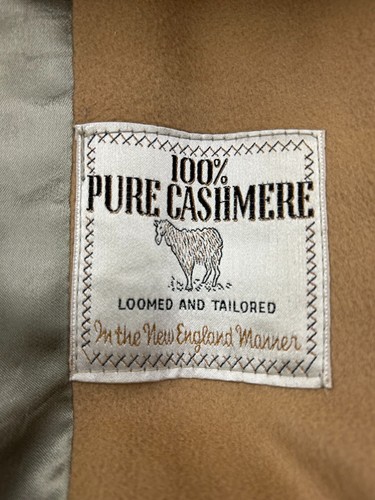 100%
PURE CASHMERE
LOOMED AND TAILORED
In the New England Manner